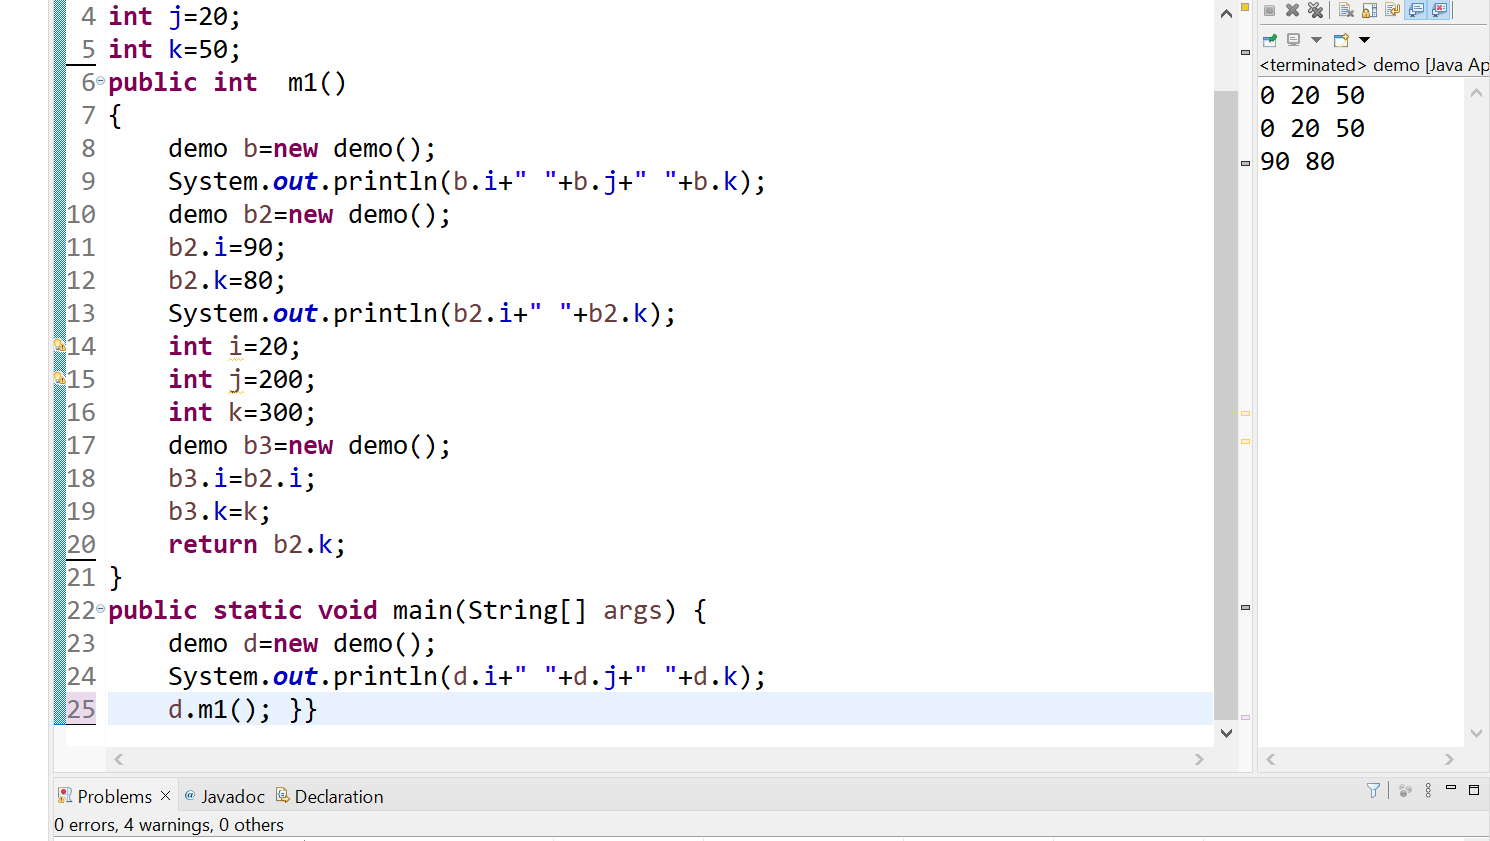 4 int j=20;
5 int k=50;
6 public int  m1()
7 {
8     demo b=new demo();
9     System.out.println(b.i+" "+b.j+" "+b.k);
10     demo b2=new demo();
11     b2.i=90;
12     b2.k=80;
13     System.out.println(b2.i+" "+b2.k);
14     int i=20;
15     int j=200;
16     int k=300;
17     demo b3=new demo();
18     b3.i=b2.i;
19     b3.k=k;
20     return b2.k;
21 }
22 public static void main(String[] args) {
23     demo d=new demo();
24     System.out.println(d.i+" "+d.j+" "+d.k);
25     d.m1(); }}
<terminated> demo [Java Ap
0 20 50
0 20 50
90 80
Problems × @ Javadoc Declaration
0 errors, 4 warnings, 0 others